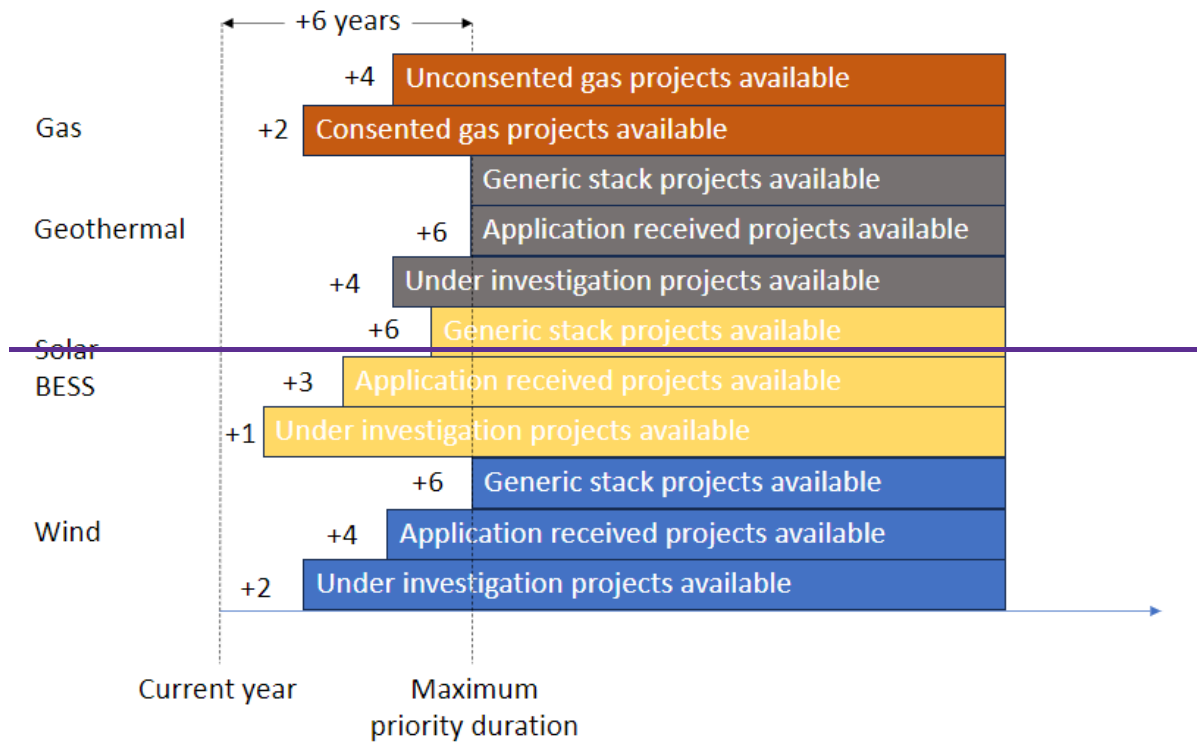 +6 years
+4 Unconsented gas projects available
Gas
+2 Consented gas projects available
Generic stack projects available
Geothermal
+6 Application received projects available
+4 Under investigation projects available
+6 Generic stack projects available
Solar
BESS
+3 Application received projects available
+1 Under investigation projects available
+6 Generic stack projects available
Wind
+4 Application received projects available
+2 Under investigation projects available
Current year
Maximum
priority duration